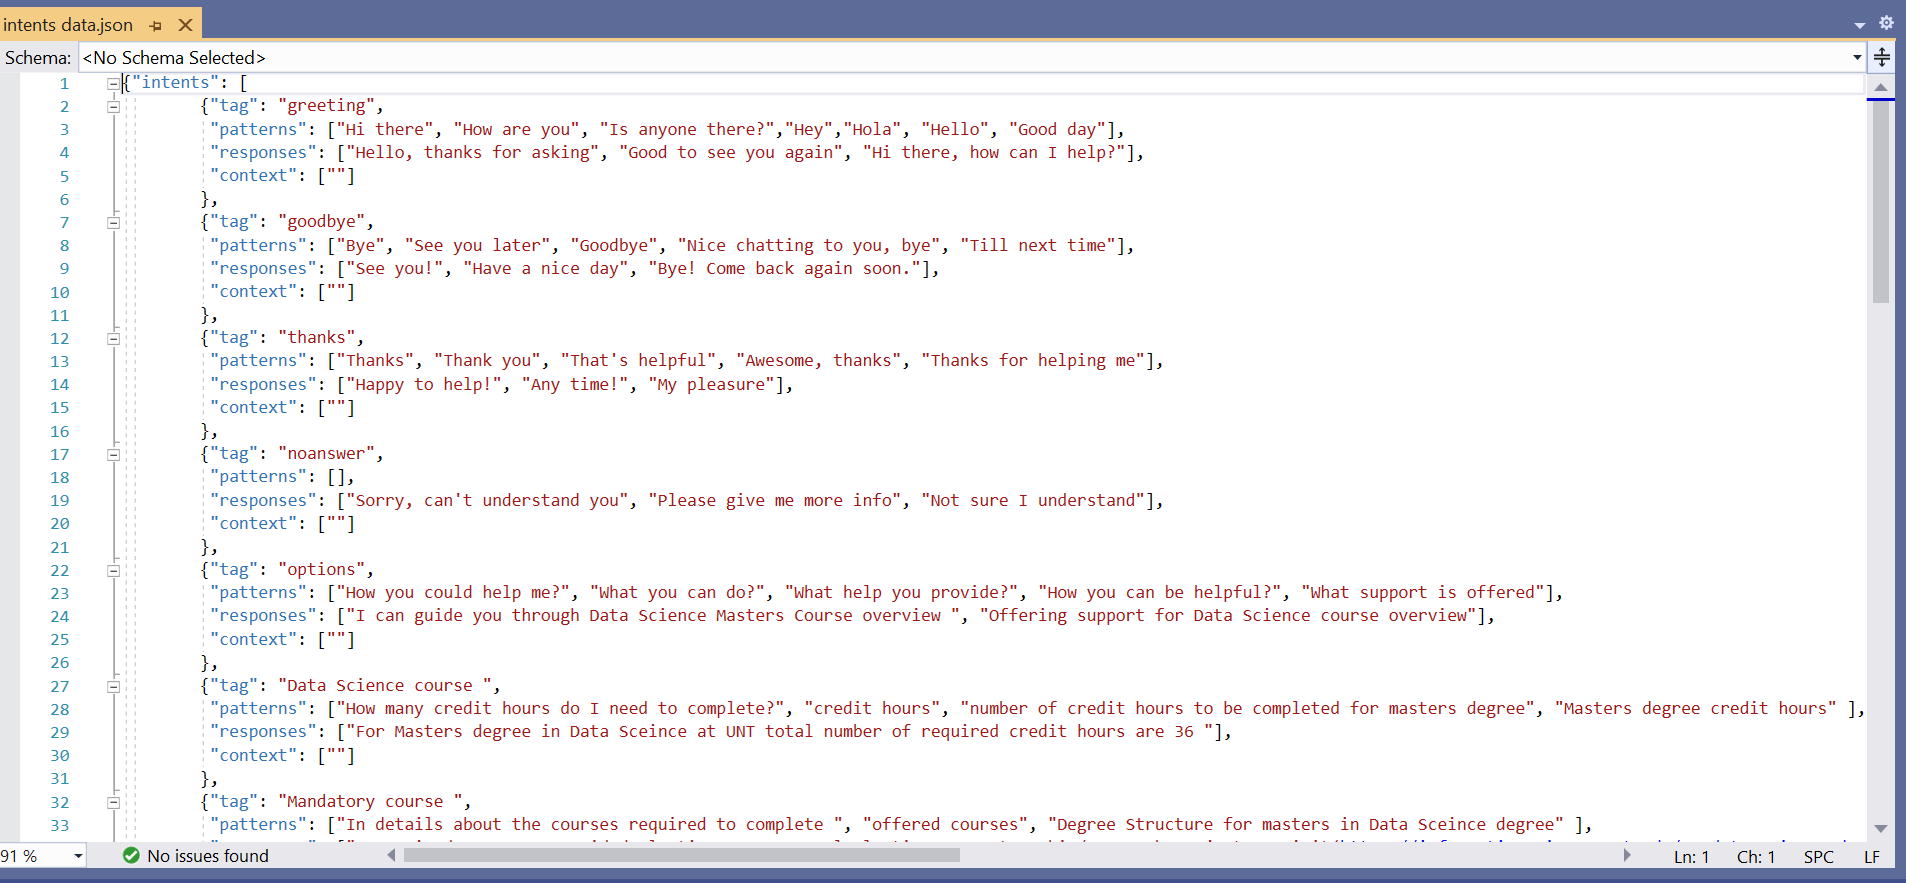 intents data.json
Schema: <No Schema Selected>
1 {"intents": [
2 {"tag": "greeting",
3 "patterns": ["Hi there", "How are you", "Is anyone there?","Hey","Hola", "Hello", "Good day"],
4 "responses": ["Hello, thanks for asking", "Good to see you again", "Hi there, how can I help?"],
5 "context": [""]
6 },
7 {"tag": "goodbye",
8 "patterns": ["Bye", "See you later", "Goodbye", "Nice chatting to you, bye", "Till next time"],
9 "responses": ["See you!", "Have a nice day", "Bye! Come back again soon."],
10 "context": [""]
11 },
12 {"tag": "thanks",
13 "patterns": ["Thanks", "Thank you", "That's helpful", "Awesome, thanks", "Thanks for helping me"],
14 "responses": ["Happy to help!", "Any time!", "My pleasure"],
15 "context": [""]
16 },
17 {"tag": "noanswer",
18 "patterns": [],
19 "responses": ["Sorry, can't understand you", "Please give me more info", "Not sure I understand"],
20 "context": [""]
21 },
22 {"tag": "options",
23 "patterns": ["How you could help me?", "What you can do?", "What help you provide?", "How you can be helpful?", "What support is offered"],
24 "responses": ["I can guide you through Data Science Masters Course overview ", "Offering support for Data Science course overview"],
25 "context": [""]
26 },
27 {"tag": "Data Science course ",
28 "patterns": ["How many credit hours do I need to complete?", "credit hours", "number of credit hours to be completed for masters degree", "Masters degree credit hours" ],
29 "responses": ["For Masters degree in Data Sceince at UNT total number of required credit hours are 36 "],
30 "context": [""]
31 },
32 {"tag": "Mandatory course ",
33 "patterns": ["In details about the courses required to complete ", "offered courses", "Degree Structure for masters in Data Sceince degree" ],
91 % No issues found Ln: 1 Ch: 1 SPC LF